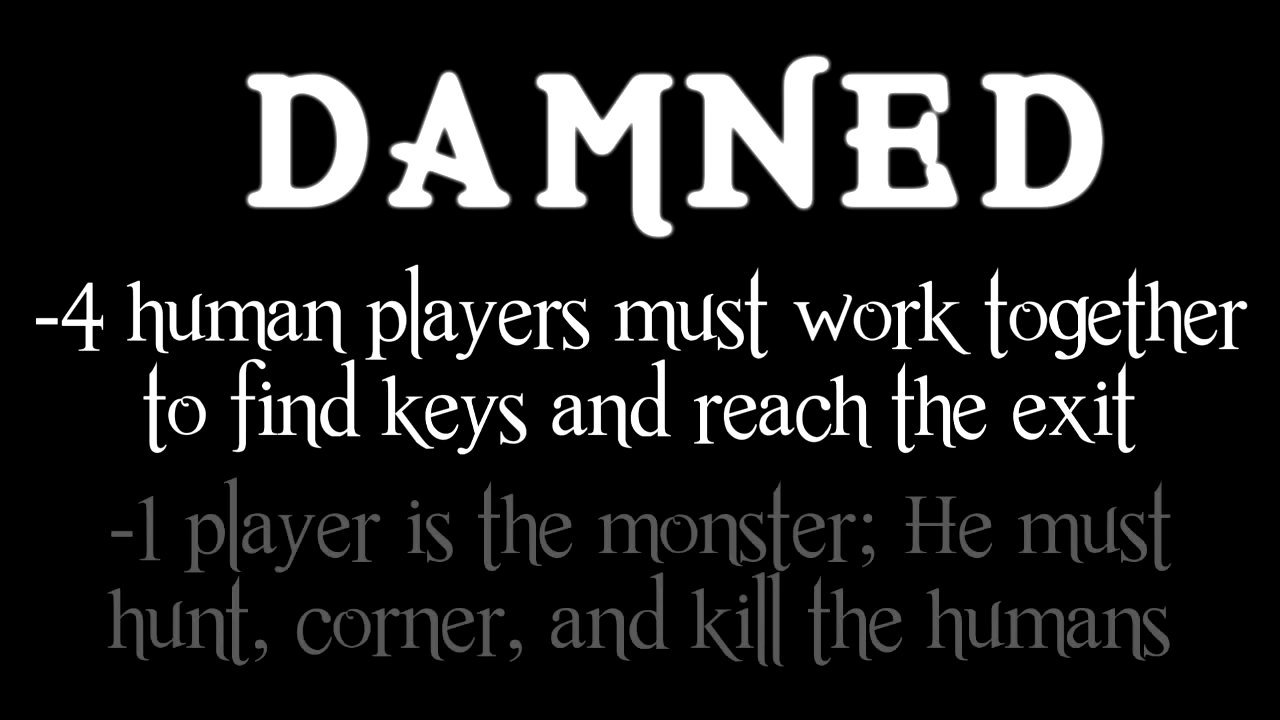 DAMNED
-4 human players must work together
to find keys and reach the exit
-1 player is the monster; He must
hunt, corner, and kill the humans